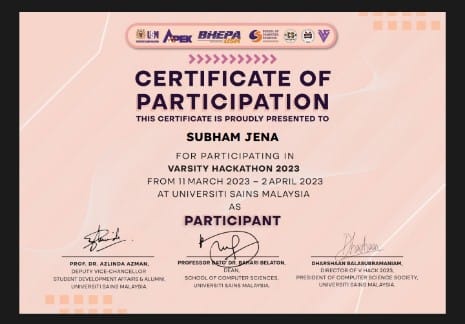 USM APEX BHEPA
CERTIFICATE OF
PARTICIPATION
THIS CERTIFICATE IS PROUDLY PRESENTED TO
SUBHAM JENA
FOR PARTICIPATING IN
VARSITY HACKATHON 2023
FROM 11 MARCH 2023 – 2 APRIL 2023
AT UNIVERSITI SAINS MALAYSIA
AS
PARTICIPANT
PROF. DR. AZLINDA AZMAN,
DEPUTY VICE-CHANCELLOR
STUDENT DEVELOPMENT AFFAIRS & ALUMNI,
UNIVERSITI SAINS MALAYSIA
PROFESSOR DATO' DR. BAHARI BELATON,
DEAN,
SCHOOL OF COMPUTER SCIENCES,
UNIVERSITI SAINS MALAYSIA.
Dharshaan
DHARSHAAN BALASUBRAMANIAM,
DIRECTOR OF V HACK 2023,
PRESIDENT OF COMPUTER SCIENCE SOCIETY,
UNIVERSITI SAINS MALAYSIA.